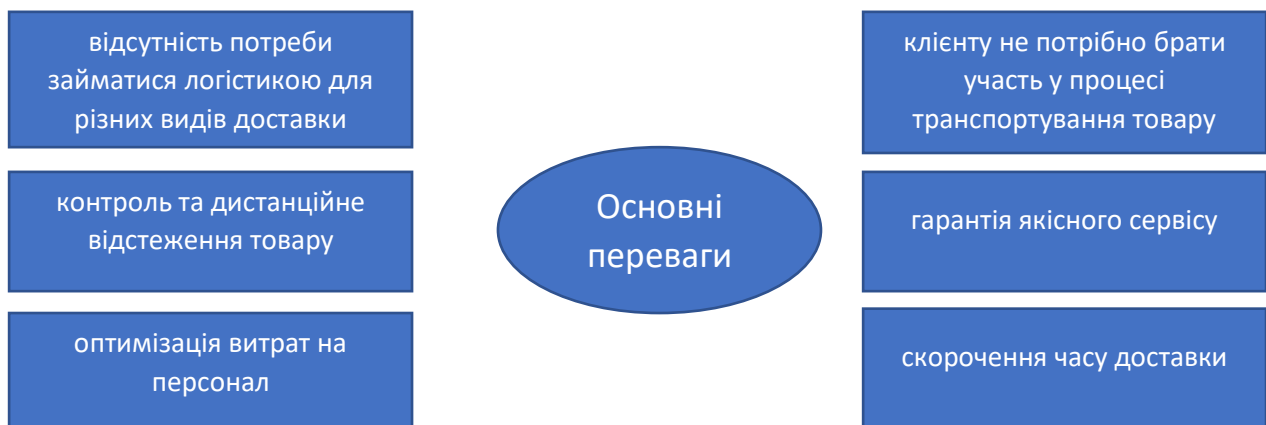 відсутність потреби
займатися логістикою для
різних видів доставки
контроль та дистанційне
відстеження товару
оптимізація витрат на
персонал
Основні
переваги
клієнту не потрібно брати
участь у процесі
транспортування товару
гарантія якісного сервісу
скорочення часу доставки